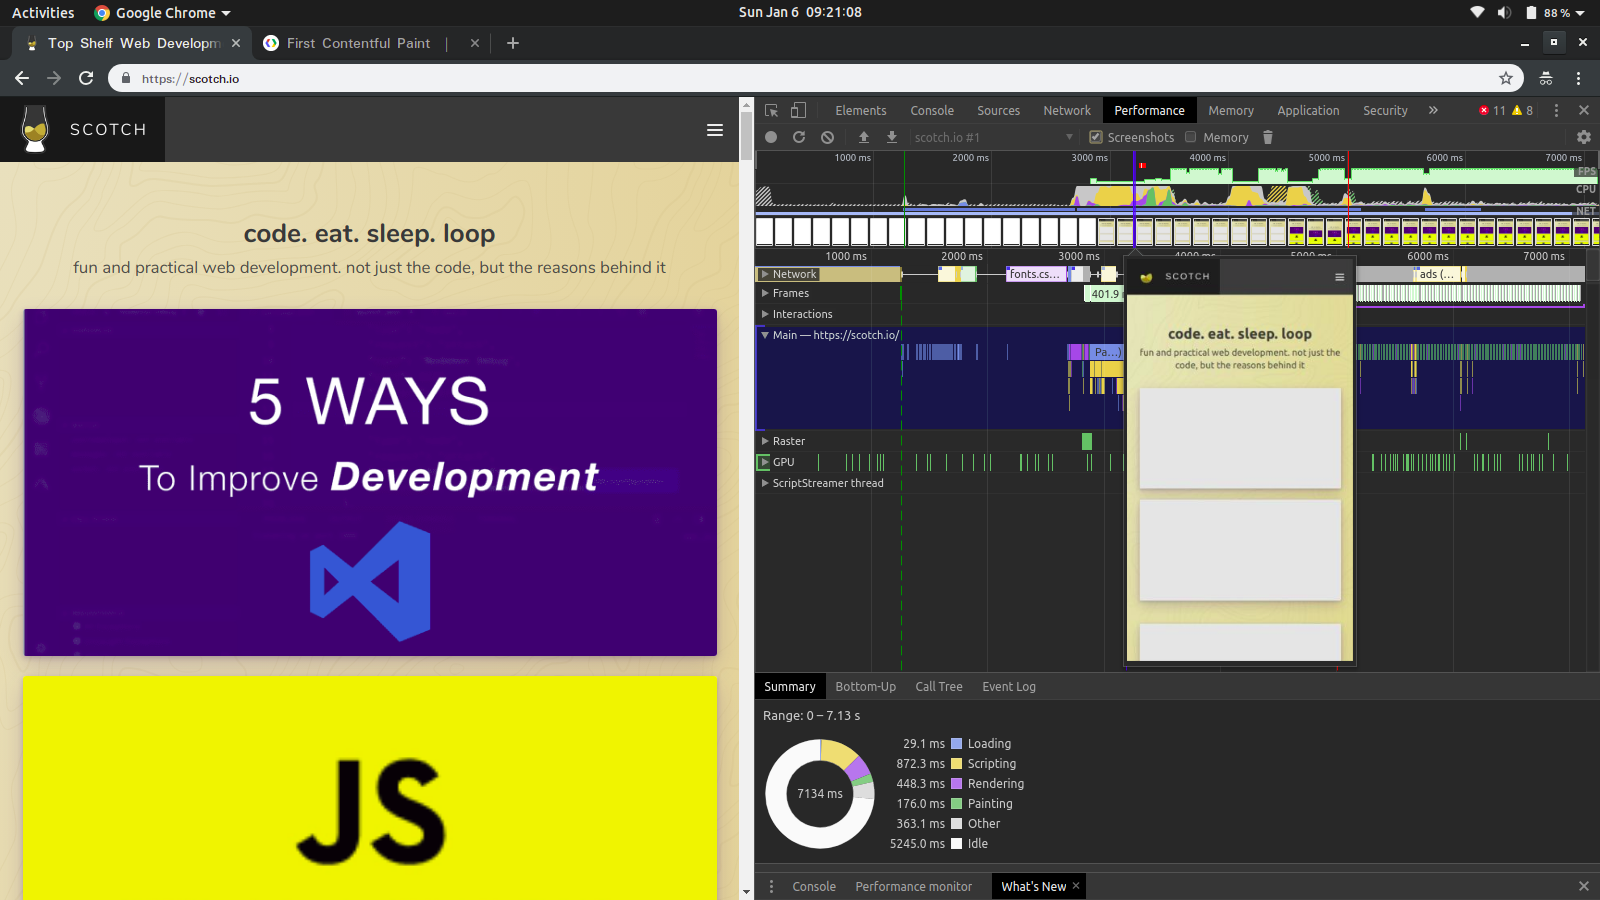 Activities Google Chrome Sun Jan 6 09:21:08 88 %
Top Shelf Web Developm First Contentful Paint |
https://scotch.io
SCOTCH
code. eat. sleep. loop
fun and practical web development. not just the code, but the reasons behind it
5 WAYS
To Improve Development
JS
Elements Console Sources Network Performance Memory Application Security » 11 8
scotch.io #1 Screenshots Memory
1000 ms 2000 ms 3000 ms 4000 ms 5000 ms 6000 ms 7000 ms
FPS
CPU
NET
1000 ms 2000 ms 3000 ms 4000 ms 5000 ms 6000 ms 7000 ms
Network fonts.cs... ads (...
Frames 401.9
Interactions
Main — https://scotch.io/
Pa...)
Raster
GPU
ScriptStreamer thread
SCOTCH
code. eat. sleep. loop
fun and practical web development. not just the
code, but the reasons behind it
Summary Bottom-Up Call Tree Event Log
Range: 0 – 7.13 s
7134 ms
29.1 ms Loading
872.3 ms Scripting
448.3 ms Rendering
176.0 ms Painting
363.1 ms Other
5245.0 ms Idle
Console Performance monitor What's New